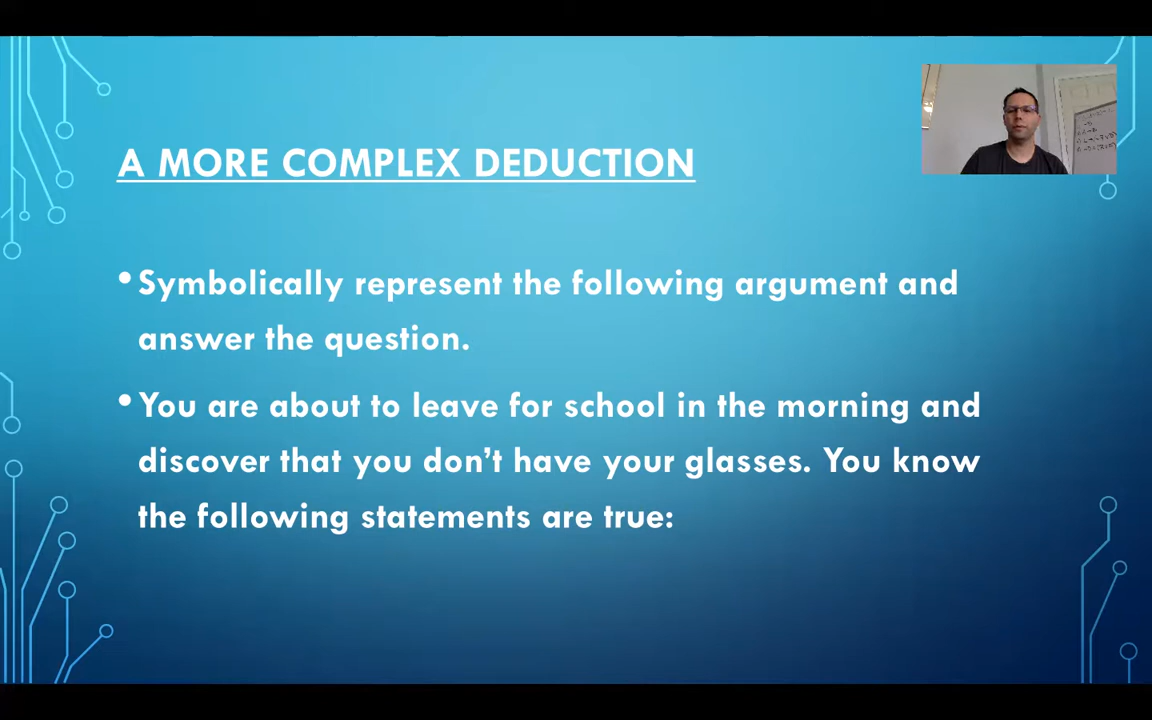 A MORE COMPLEX DEDUCTION
• Symbolically represent the following argument and
answer the question.
• You are about to leave for school in the morning and
discover that you don't have your glasses. You know
the following statements are true: